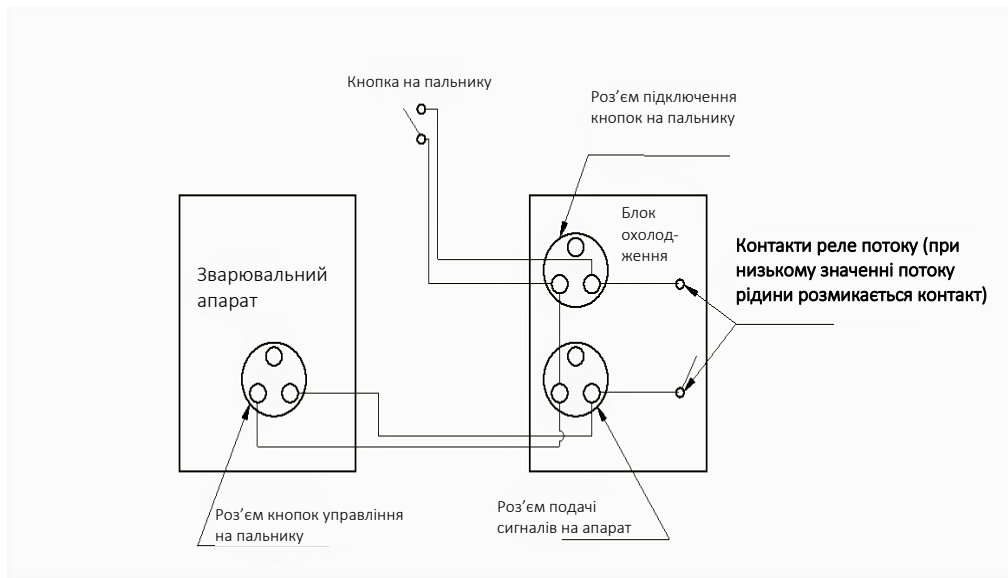 Кнопка на пальнику
Роз’єм підключення
кнопок на пальнику
Блок
охолод-
ження
Контакти реле потоку (при
низькому значенні потоку
рідини розмикається контакт)
Зварювальний
апарат
Роз’єм кнопок управління
на пальнику
Роз’єм подачі
сигналів на апарат